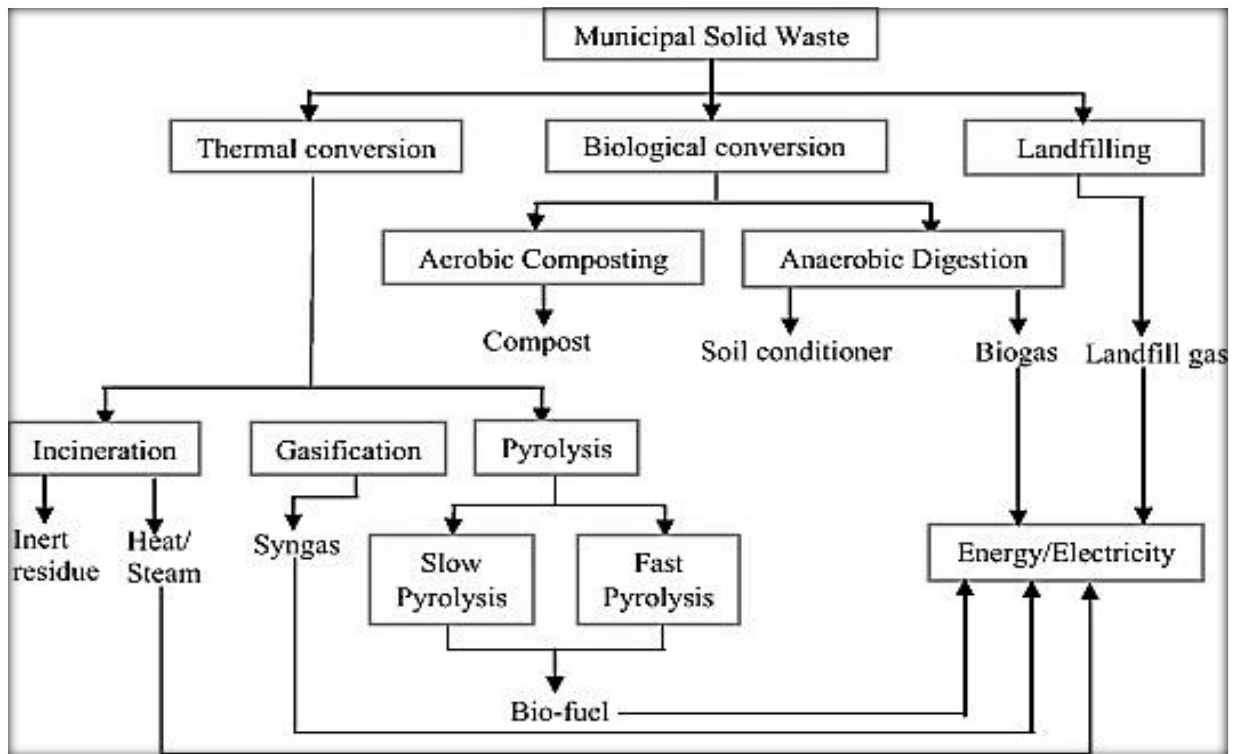 Municipal Solid Waste
Thermal conversion
Biological conversion
Landfilling
Aerobic Composting
Anaerobic Digestion
Compost
Soil conditioner
Biogas
Landfill gas
Incineration
Gasification
Pyrolysis
Inert
residue
Heat/
Steam
Syngas
Slow
Pyrolysis
Fast
Pyrolysis
Energy/Electricity
Bio-fuel